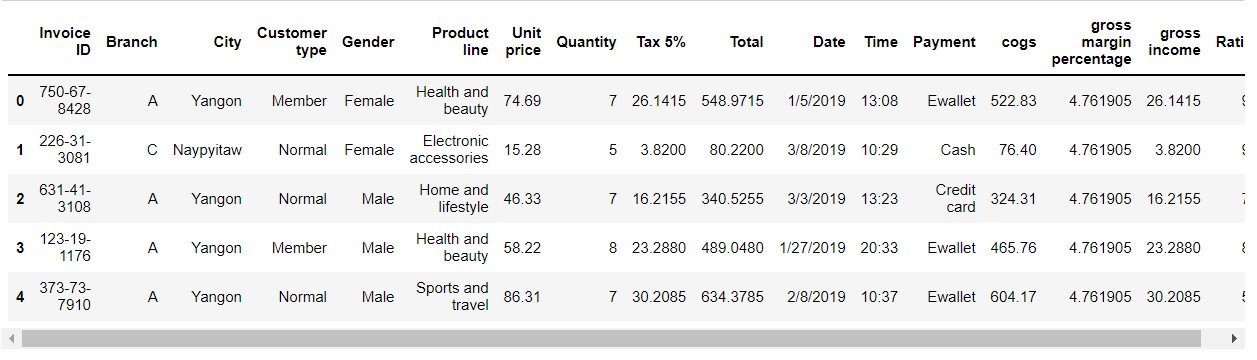 Invoice ID Branch City Customer type Gender Product line Unit price Quantity Tax 5% Total Date Time Payment cogs gross margin percentage gross income Rati
0 750-67-8428 A Yangon Member Female Health and beauty 74.69 7 26.1415 548.9715 1/5/2019 13:08 Ewallet 522.83 4.761905 26.1415
1 226-31-3081 C Naypyitaw Normal Female Electronic accessories 15.28 5 3.8200 80.2200 3/8/2019 10:29 Cash 76.40 4.761905 3.8200
2 631-41-3108 A Yangon Normal Male Home and lifestyle 46.33 7 16.2155 340.5255 3/3/2019 13:23 Credit card 324.31 4.761905 16.2155
3 123-19-1176 A Yangon Member Male Health and beauty 58.22 8 23.2880 489.0480 1/27/2019 20:33 Ewallet 465.76 4.761905 23.2880
4 373-73-7910 A Yangon Normal Male Sports and travel 86.31 7 30.2085 634.3785 2/8/2019 10:37 Ewallet 604.17 4.761905 30.2085